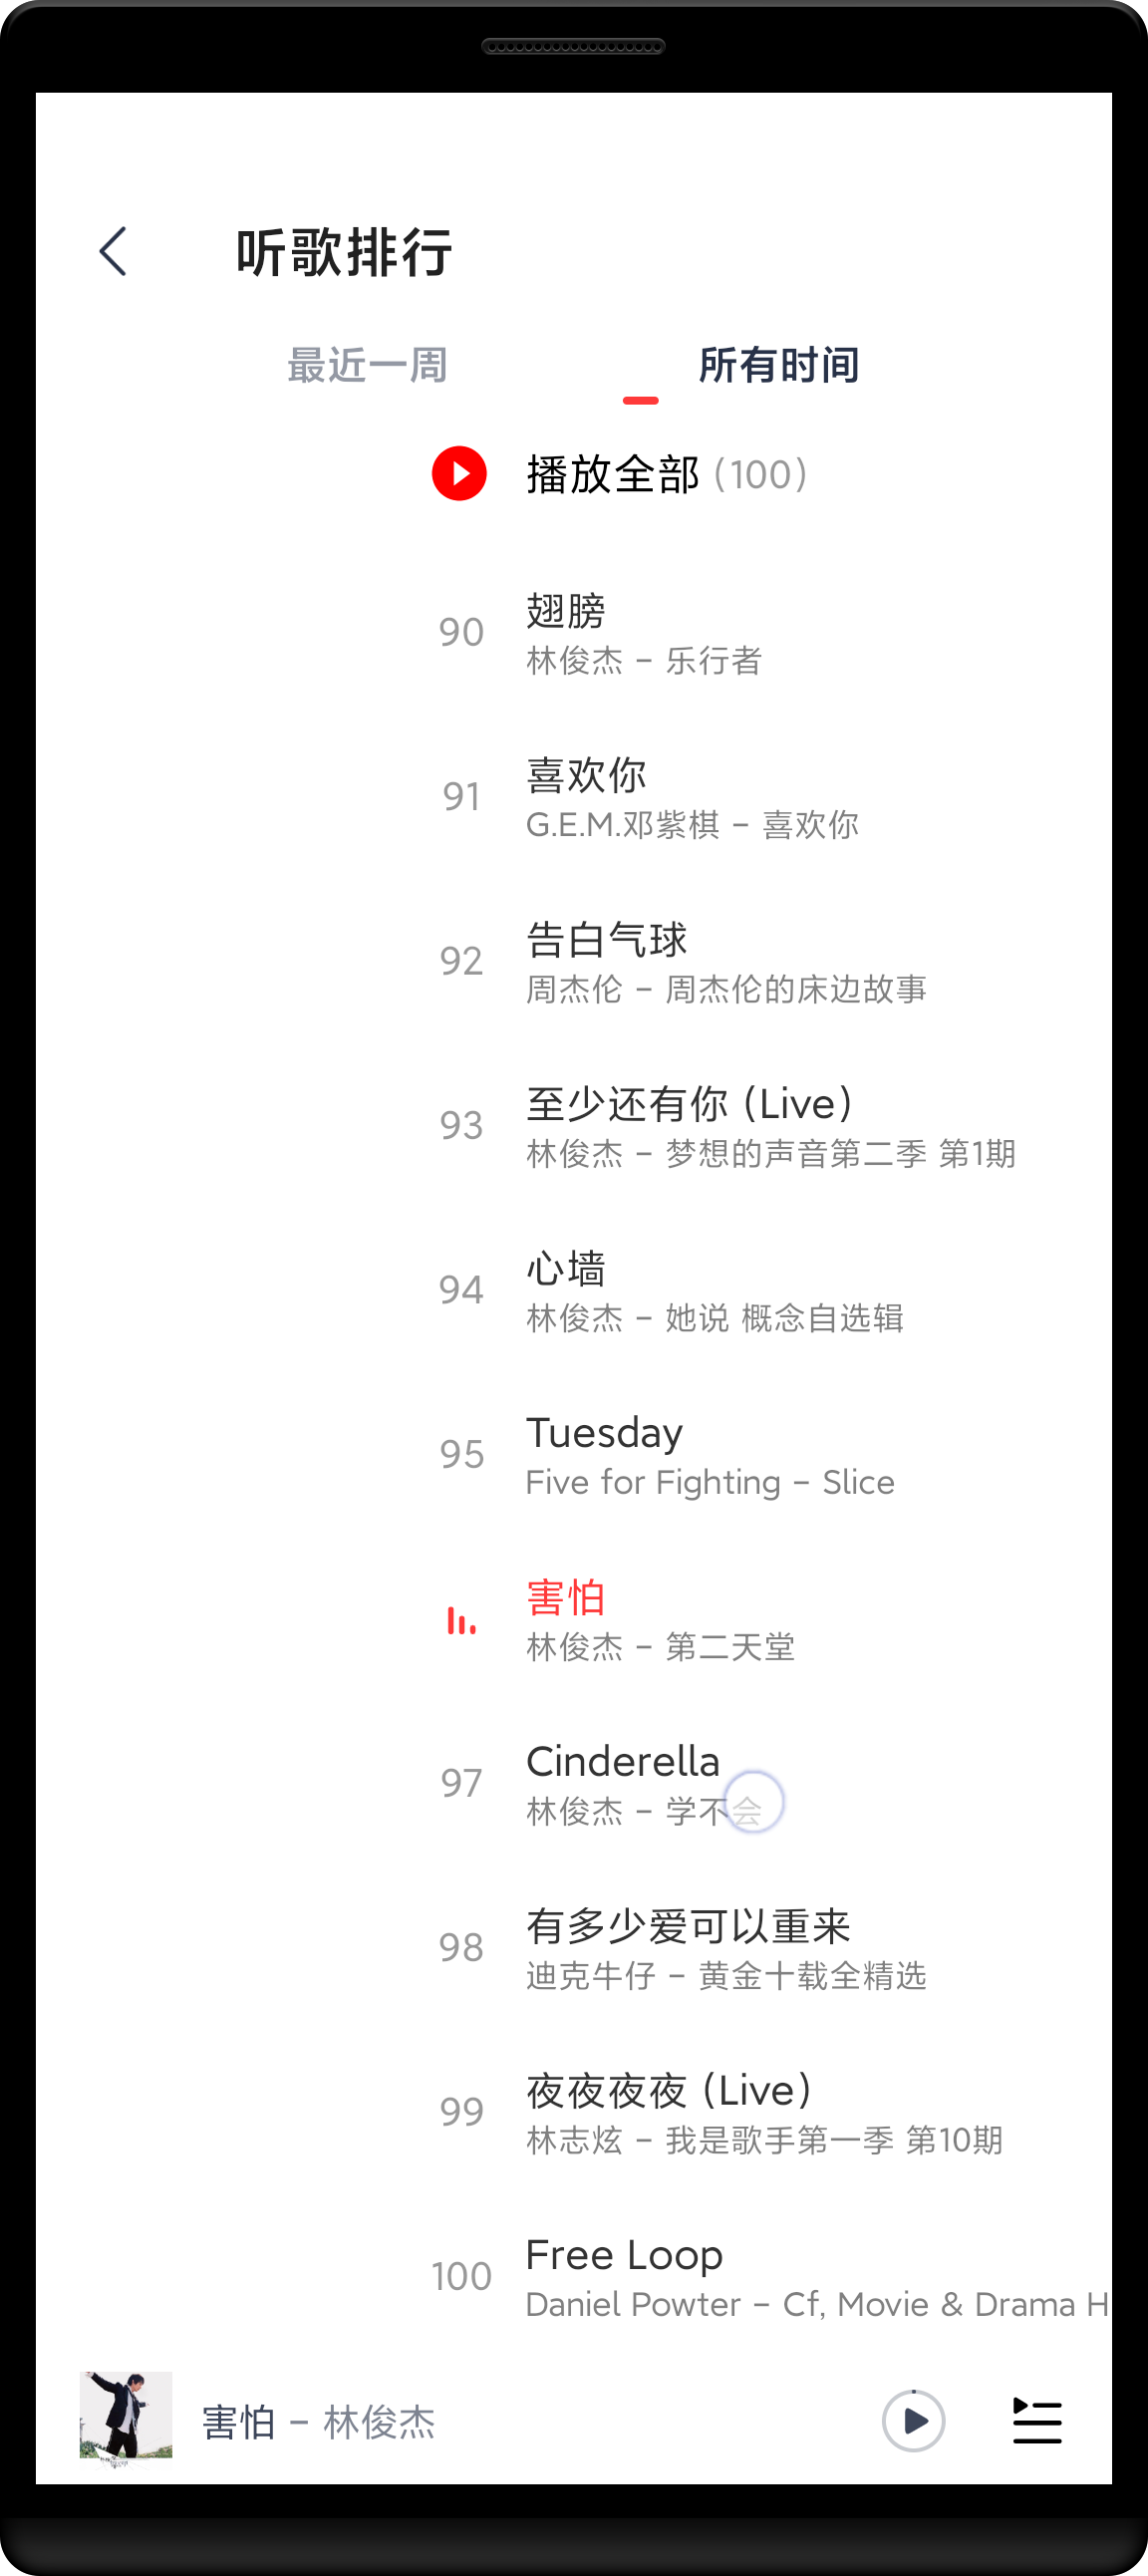 听歌排行
最近一周 所有时间
播放全部 (100)
90
翅膀
林俊杰 - 乐行者
91
喜欢你
G.E.M.邓紫棋 - 喜欢你
92
告白气球
周杰伦 - 周杰伦的床边故事
93
至少还有你 (Live)
林俊杰 - 梦想的声音第二季 第1期
94
心墙
林俊杰 - 她说 概念自选辑
95
Tuesday
Five for Fighting - Slice
害怕
林俊杰 - 第二天堂
97
Cinderella
林俊杰 - 学不会
98
有多少爱可以重来
迪克牛仔 - 黄金十载全精选
99
夜夜夜夜 (Live)
林志炫 - 我是歌手第一季 第10期
100
Free Loop
Daniel Powter - Cf, Movie & Drama H
害怕 - 林俊杰